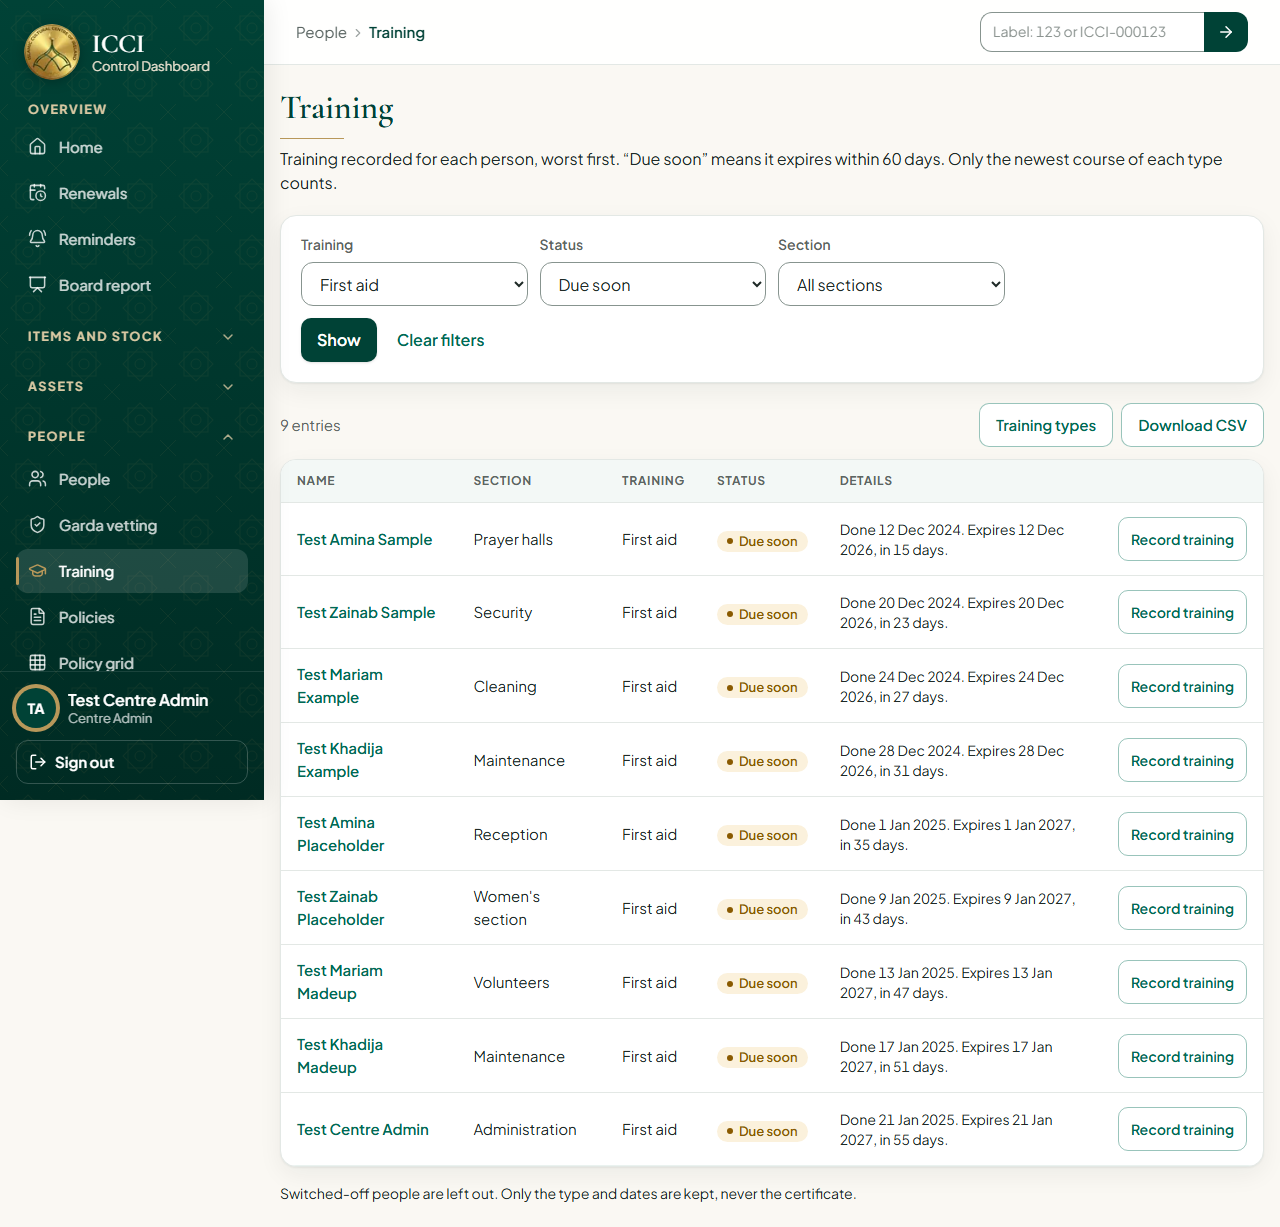 ICCI
Control Dashboard
OVERVIEW
Home
Renewals
Reminders
Board report
ITEMS AND STOCK
ASSETS
PEOPLE
People
Garda vetting
Training
Policies
Policy grid
TA
Test Centre Admin
Centre Admin
Sign out
People › Training
Label: 123 or ICCI-000123
Training
Training recorded for each person, worst first. “Due soon” means it expires within 60 days. Only the newest course of each type
counts.
Training Status Section
First aid Due soon All sections
Show Clear filters
9 entries Training types Download CSV
NAME SECTION TRAINING STATUS DETAILS
Test Amina Sample Prayer halls First aid Due soon Done 12 Dec 2024. Expires 12 Dec
2026, in 15 days. Record training
Test Zainab Sample Security First aid Due soon Done 20 Dec 2024. Expires 20 Dec
2026, in 23 days. Record training
Test Mariam
Example Cleaning First aid Due soon Done 24 Dec 2024. Expires 24 Dec
2026, in 27 days. Record training
Test Khadija
Example Maintenance First aid Due soon Done 28 Dec 2024. Expires 28 Dec
2026, in 31 days. Record training
Test Amina
Placeholder Reception First aid Due soon Done 1 Jan 2025. Expires 1 Jan 2027,
in 35 days. Record training
Test Zainab
Placeholder Women's
section First aid Due soon Done 9 Jan 2025. Expires 9 Jan 2027,
in 43 days. Record training
Test Mariam
Madeup Volunteers First aid Due soon Done 13 Jan 2025. Expires 13 Jan
2027, in 47 days. Record training
Test Khadija
Madeup Maintenance First aid Due soon Done 17 Jan 2025. Expires 17 Jan
2027, in 51 days. Record training
Test Centre Admin Administration First aid Due soon Done 21 Jan 2025. Expires 21 Jan
2027, in 55 days. Record training
Switched-off people are left out. Only the type and dates are kept, never the certificate.